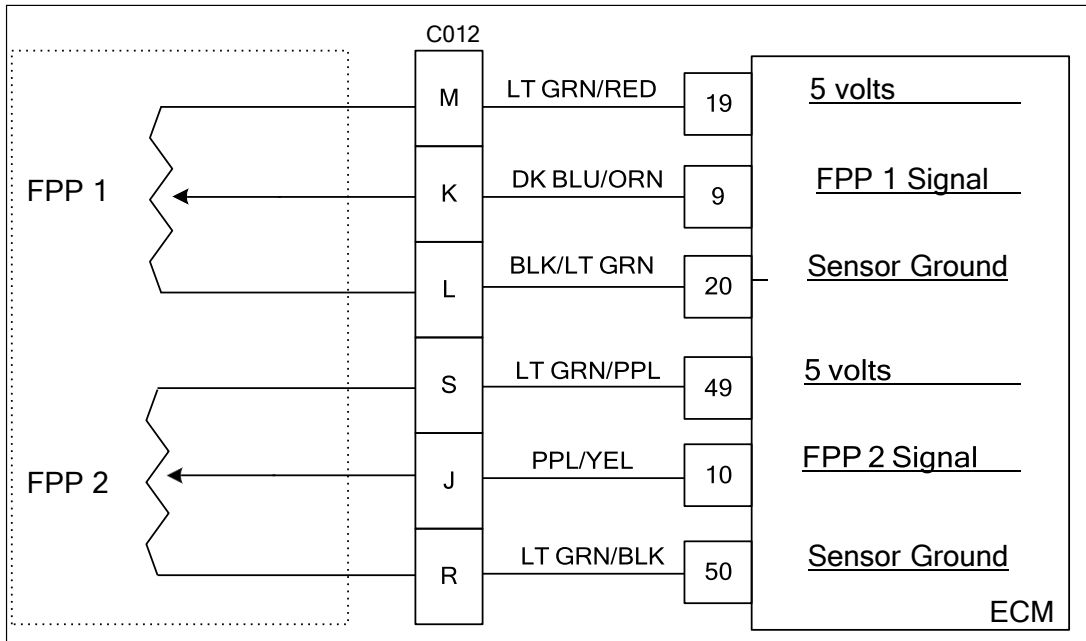 C012
M LT GRN/RED 19 5 volts
FPP 1 K DK BLU/ORN 9 FPP 1 Signal
L BLK/LT GRN 20 Sensor Ground
S LT GRN/PPL 49 5 volts
FPP 2 J PPL/YEL 10 FPP 2 Signal
R LT GRN/BLK 50 Sensor Ground
ECM